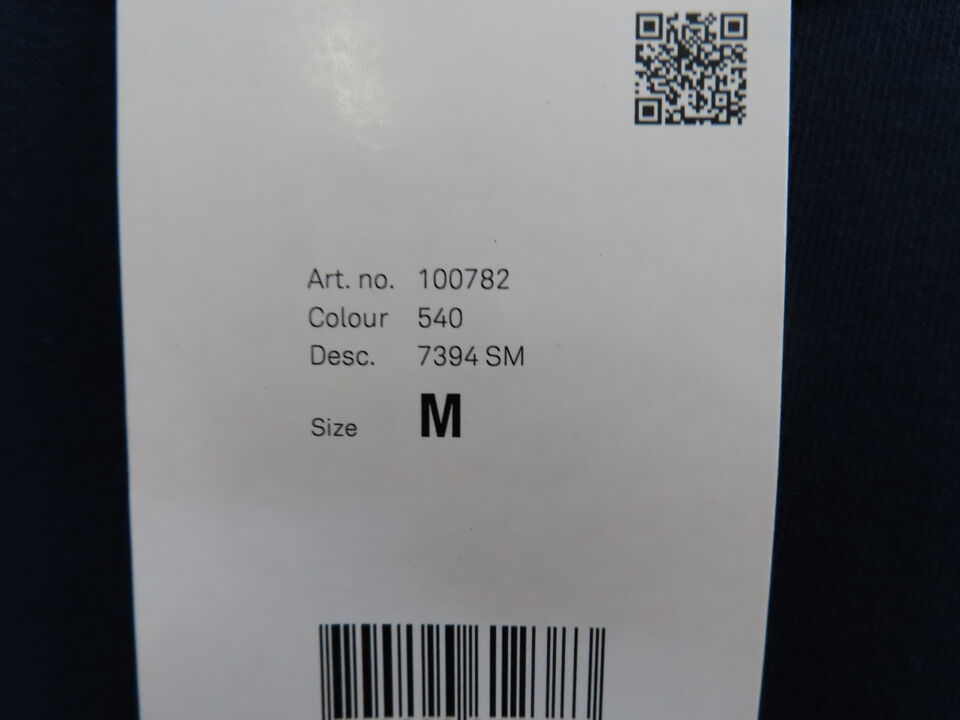 Art. no. 100782
Colour 540
Desc. 7394 SM
Size M